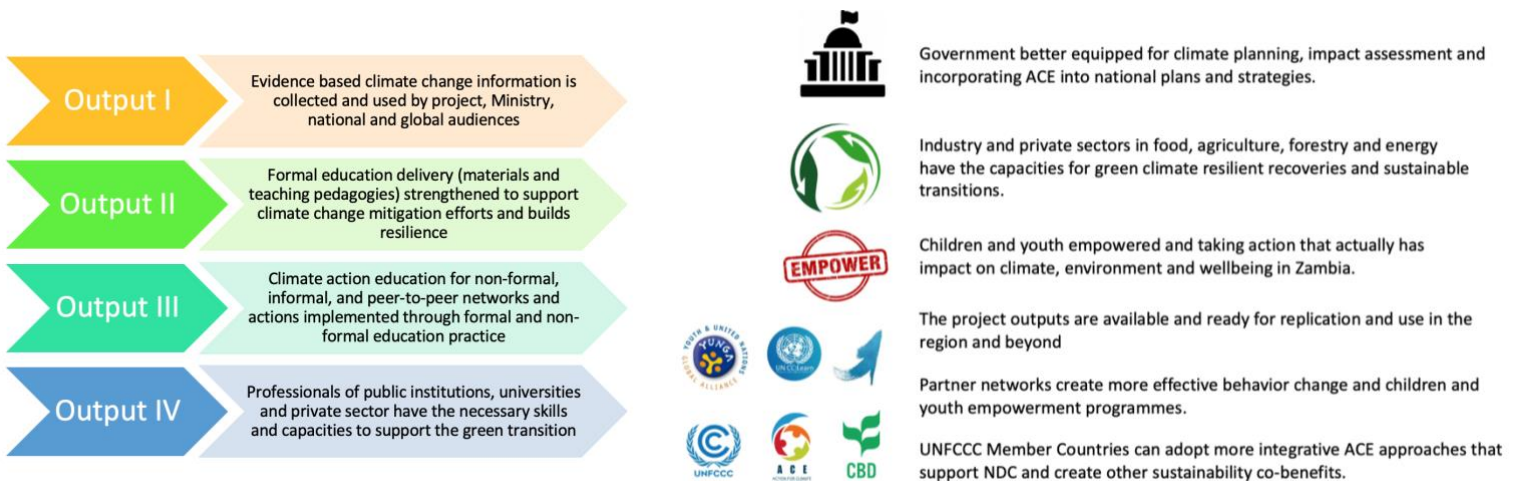 Output I
Evidence based climate change information is
collected and used by project, Ministry,
national and global audiences
Output II
Formal education delivery (materials and
teaching pedagogies) strengthened to support
climate change mitigation efforts and builds
resilience
Output III
Climate action education for non-formal,
informal, and peer-to-peer networks and
actions implemented through formal and non-
formal education practice
Output IV
Professionals of public institutions, universities
and private sector have the necessary skills
and capacities to support the green transition
Government better equipped for climate planning, impact assessment and
incorporating ACE into national plans and strategies.
Industry and private sectors in food, agriculture, forestry and energy
have the capacities for green climate resilient recoveries and sustainable
transitions.
EMPOWER
Children and youth empowered and taking action that actually has
impact on climate, environment and wellbeing in Zambia.
YOUTH & UNITED NATIONS
YUNGA
GLOBAL ALLIANCE
UN CC:Learn
The project outputs are available and ready for replication and use in the
region and beyond
Partner networks create more effective behavior change and children and
youth empowerment programmes.
UNFCCC
ACE
CBD
UNFCCC Member Countries can adopt more integrative ACE approaches that
support NDC and create other sustainability co-benefits.